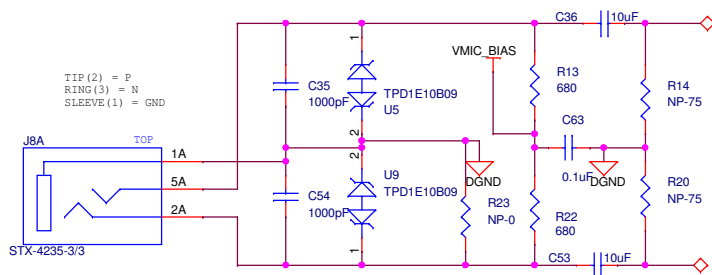 C36
10uF
VMIC_BIAS
1
TIP(2) = P
RING(3) = N
SLEEVE(1) = GND
C35
1000pF
TPD1E10B09
U5
R13
680
R14
NP-75
J8A
TOP
2
C63
1A
2
DGND
0.1uF
DGND
5A
C54
1000pF
U9
TPD1E10B09
R23
NP-0
R22
680
R20
NP-75
2A
1
STX-4235-3/3
C53
10uF